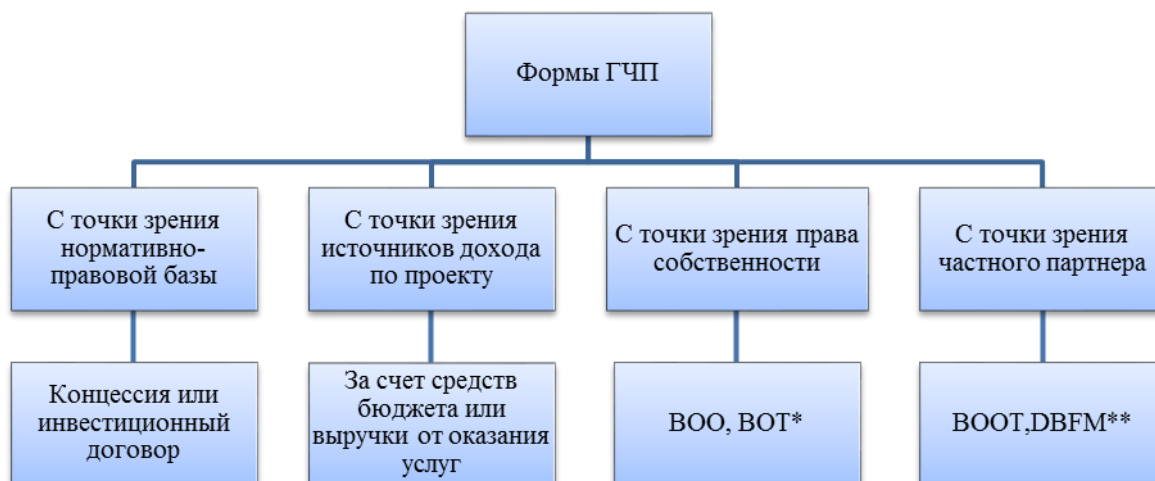 Формы ГЧП
С точки зрения
нормативно-
правовой базы
С точки зрения
источников дохода
по проекту
С точки зрения права
собственности
С точки зрения
частного партнера
Концессия или
инвестиционный
договор
За счет средств
бюджета или
выручки от оказания
услуг
BOO, BOT*
BOOT,DBFM**